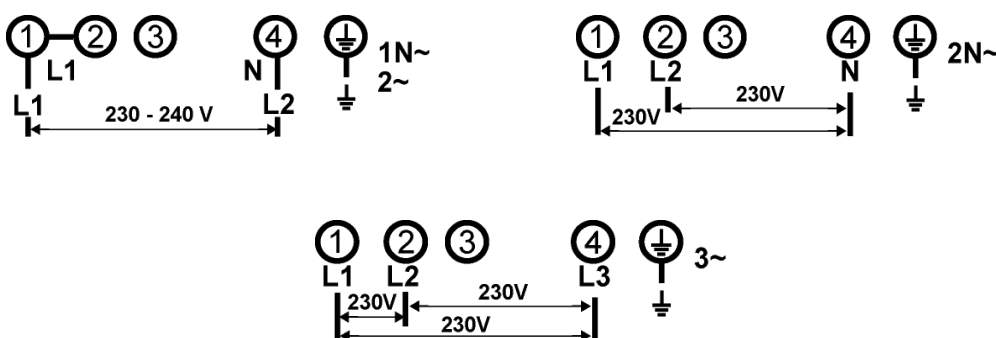 1 2 3 4 1N~
L1 N 2~
L1 L2
230 - 240 V
1 2 3 4 2N~
L1 L2 N
230V
230V
1 2 3 4 3~
L1 L2 L3
230V 230V
230V